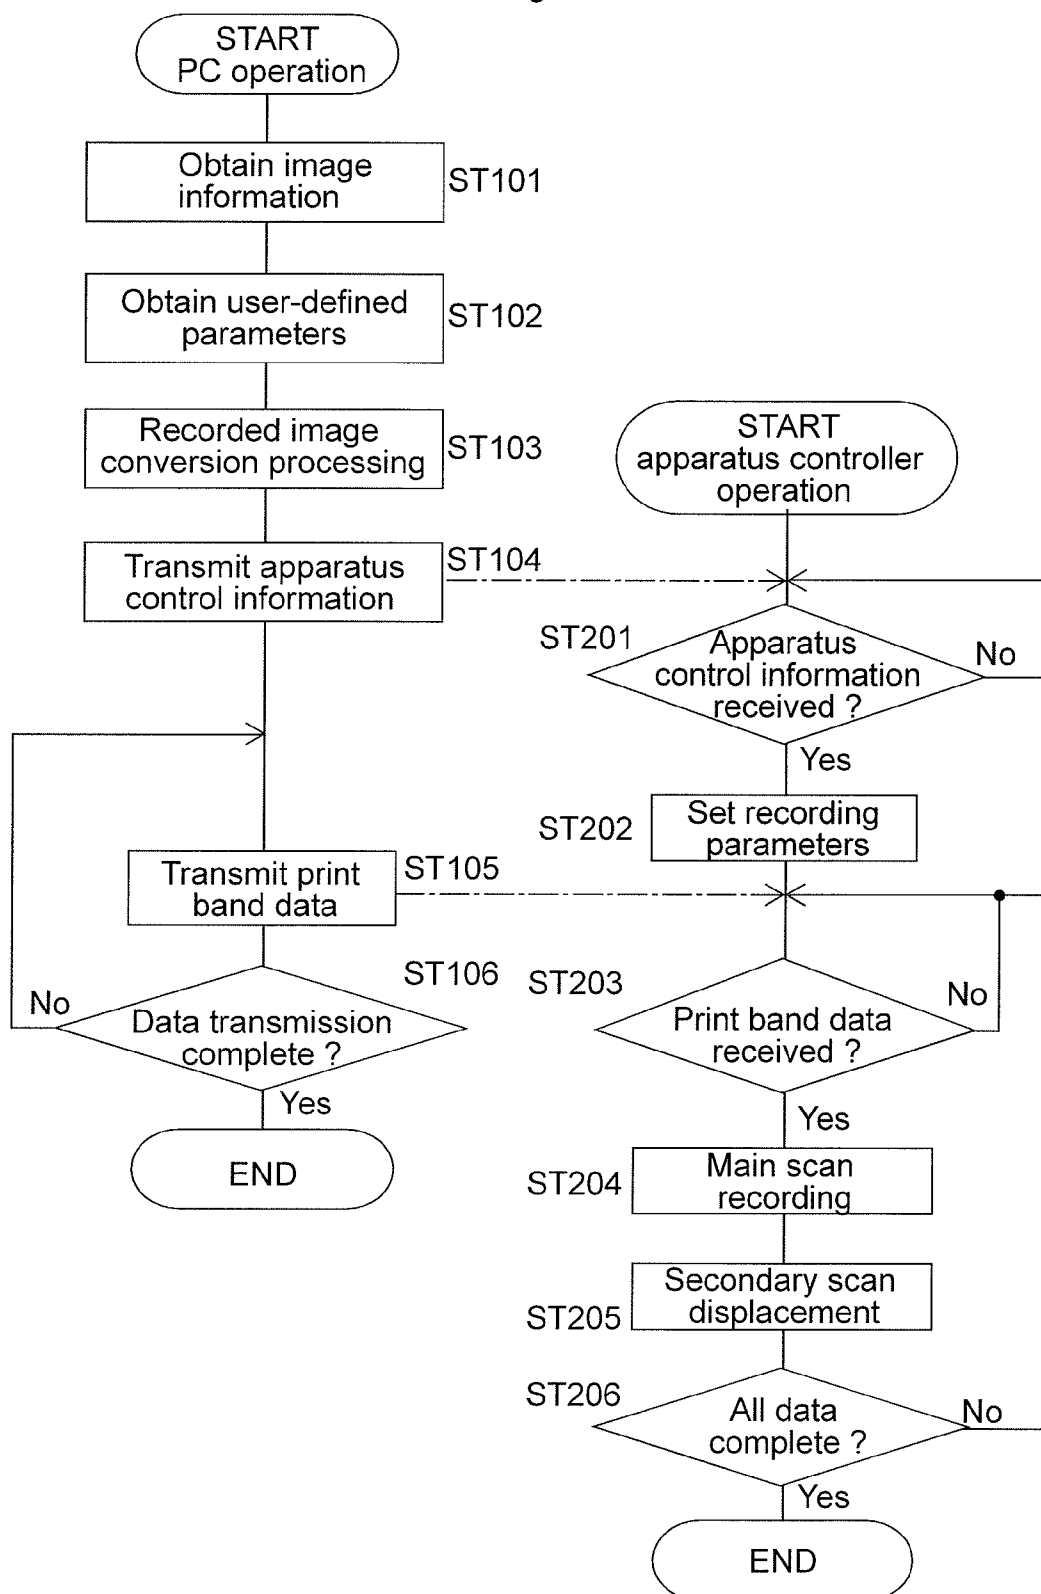 START
PC operation
Obtain image
information
ST101
Obtain user-defined
parameters
ST102
Recorded image
conversion processing
ST103
Transmit apparatus
control information
ST104
Transmit print
band data
ST105
ST106
No
Data transmission
complete ?
Yes
END
START
apparatus controller
operation
ST201
Apparatus
control information
received ?
No
Yes
ST202
Set recording
parameters
ST203
Print band data
received ?
No
Yes
ST204
Main scan
recording
ST205
Secondary scan
displacement
ST206
All data
complete ?
No
Yes
END